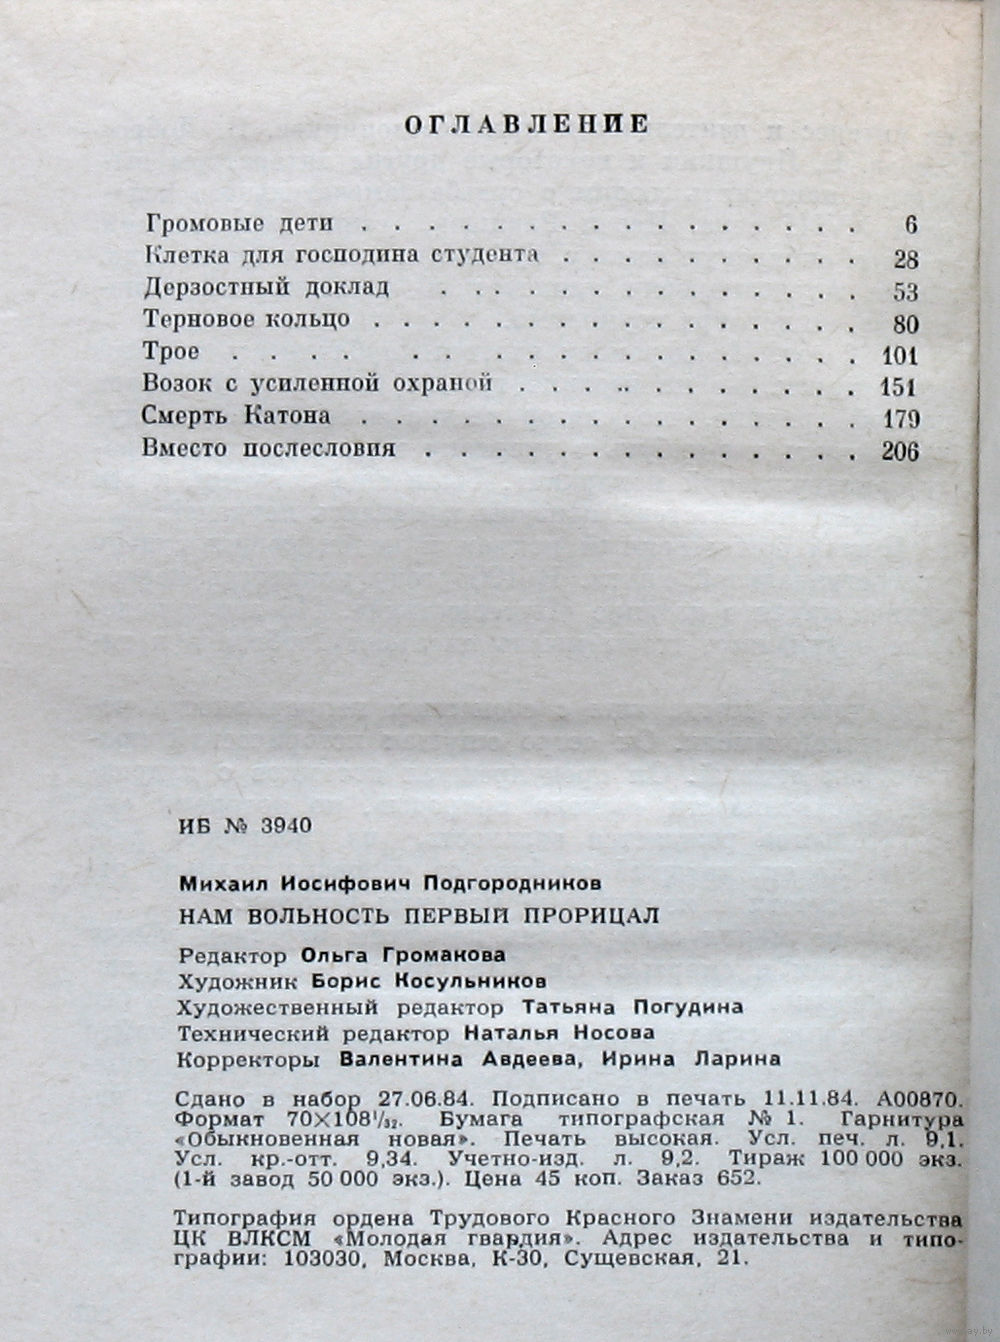 ОГЛАВЛЕНИЕ
Громовые дети . . . . . . . . . . . . . . . . 6
Клетка для господина студента . . . . . . . . . . 28
Дерзостный доклад . . . . . . . . . . . . . 53
Терновое кольцо . . . . . . . . . . . . . . . 80
Трое . . . . . . . . . . . . . . . . . . 101
Возок с усиленной охраной . . . . . . . . . . . 151
Смерть Катона . . . . . . . . . . . . . . . . 179
Вместо послесловия . . . . . . . . . . . . . . 206
ИБ № 3940
Михаил Иосифович Подгородников
НАМ ВОЛЬНОСТЬ ПЕРВЫЙ ПРОРИЦАЛ
Редактор Ольга Громакова
Художник Борис Косульников
Художественный редактор Татьяна Погудина
Технический редактор Наталья Носова
Корректоры Валентина Авдеева, Ирина Ларина
Сдано в набор 27.06.84. Подписано в печать 11.11.84. А00870.
Формат 70×108¹/₃₂. Бумага типографская № 1. Гарнитура
«Обыкновенная новая». Печать высокая. Усл. печ. л. 9,1.
Усл. кр.-отт. 9,34. Учетно-изд. л. 9,2. Тираж 100 000 экз.
(1-й завод 50 000 экз.). Цена 45 коп. Заказ 652.
Типография ордена Трудового Красного Знамени издательства
ЦК ВЛКСМ «Молодая гвардия». Адрес издательства и типо-
графии: 103030, Москва, К-30, Сущевская, 21.
www.ay.by